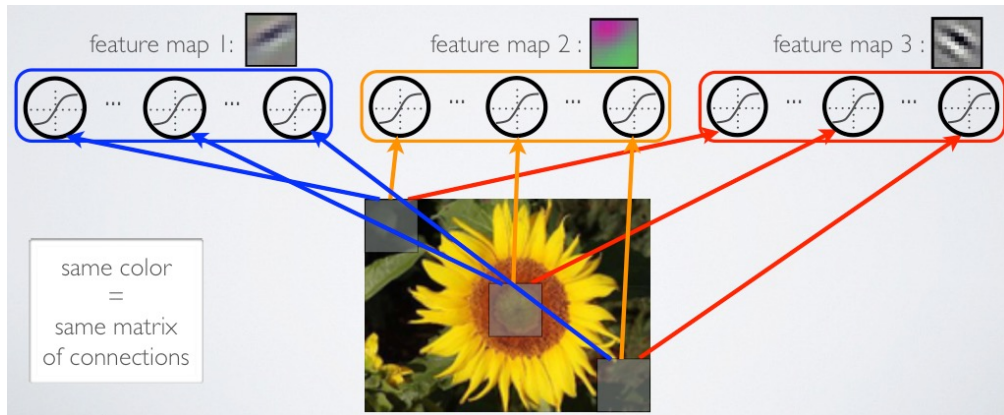 feature map 1:
feature map 2 :
feature map 3 :
... ...
... ...
... ...
same color
=
same matrix
of connections